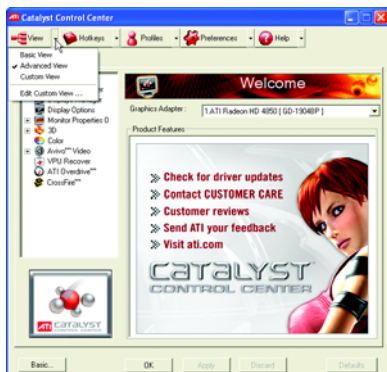 Catalyst Control Center
View Hotkeys Profiles Preferences Help
Basic View
Advanced View
Custom View
Edit Custom View ....
Display Options
Monitor Properties 0
3D
Color
Avivo™ Video
VPU Recover
ATI Overdrive™
CrossFire™
Welcome
Graphics Adapter:
1.ATI Radeon HD 4850 [ GD-19048P ]
Product Features
Check for driver updates
Contact CUSTOMER CARE
Customer reviews
Send ATI your feedback
Visit ati.com
CATALYST
CONTROL CENTER
ATI CATALYST
Basic...
OK
Apply
Discard
Defaults